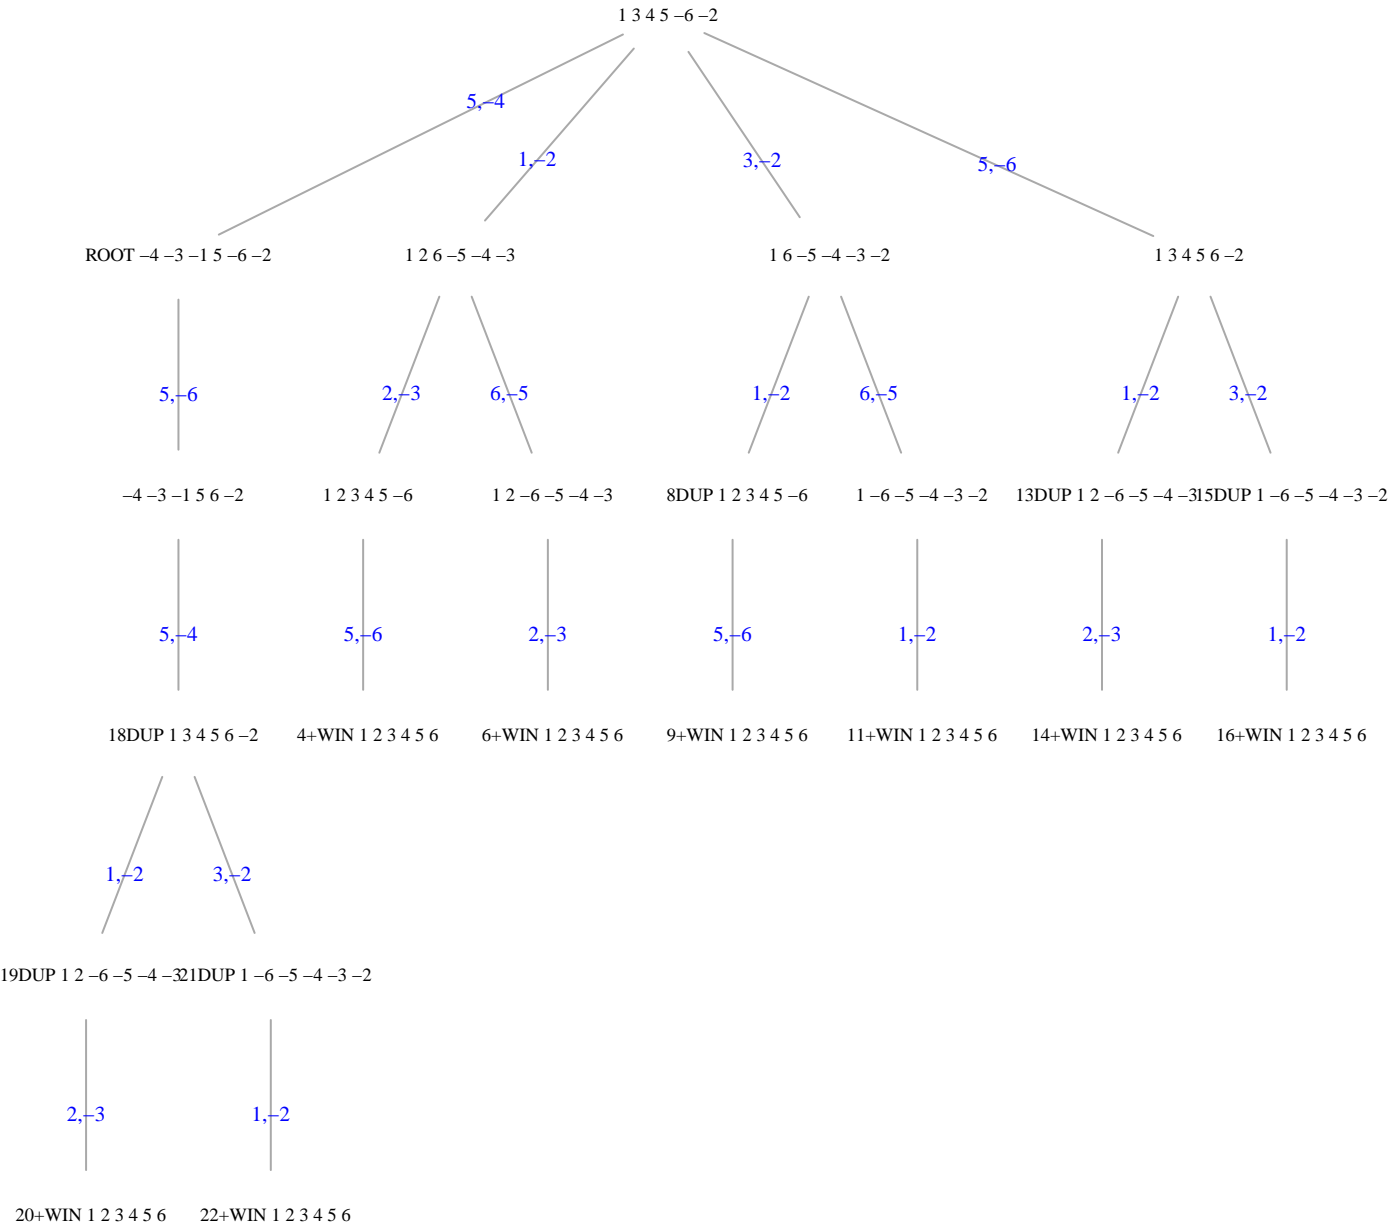 1 3 4 5 –6 –2
5,–4
1,–2
3,–2
5,–6
ROOT –4 –3 –1 5 –6 –2
1 2 6 –5 –4 –3
1 6 –5 –4 –3 –2
1 3 4 5 6 –2
5,–6
2,–3
6,–5
1,–2
6,–5
1,–2
3,–2
–4 –3 –1 5 6 –2
1 2 3 4 5 –6
1 2 –6 –5 –4 –3
8DUP 1 2 3 4 5 –6
1 –6 –5 –4 –3 –2
13DUP 1 2 –6 –5 –4 –3
15DUP 1 –6 –5 –4 –3 –2
5,–4
5,–6
2,–3
5,–6
1,–2
2,–3
1,–2
18DUP 1 3 4 5 6 –2
4+WIN 1 2 3 4 5 6
6+WIN 1 2 3 4 5 6
9+WIN 1 2 3 4 5 6
11+WIN 1 2 3 4 5 6
14+WIN 1 2 3 4 5 6
16+WIN 1 2 3 4 5 6
1,–2
3,–2
19DUP 1 2 –6 –5 –4 –3
21DUP 1 –6 –5 –4 –3 –2
2,–3
1,–2
20+WIN 1 2 3 4 5 6
22+WIN 1 2 3 4 5 6